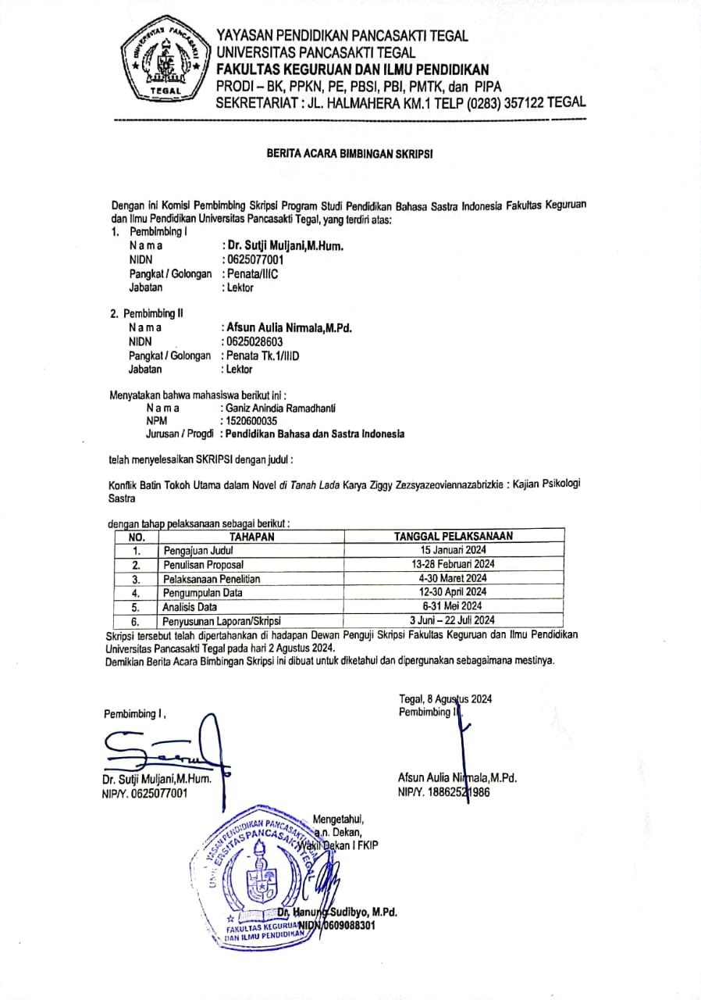 UNIVERSITAS PANCASAKTI
TEGAL
YAYASAN PENDIDIKAN PANCASAKTI TEGAL
UNIVERSITAS PANCASAKTI TEGAL
FAKULTAS KEGURUAN DAN ILMU PENDIDIKAN
PRODI – BK, PPKN, PE, PBSI, PBI, PMTK, dan PIPA
SEKRETARIAT : JL. HALMAHERA KM.1 TELP (0283) 357122 TEGAL
BERITA ACARA BIMBINGAN SKRIPSI
Dengan ini Komisi Pembimbing Skripsi Program Studi Pendidikan Bahasa Sastra Indonesia Fakultas Keguruan
dan Ilmu Pendidikan Universitas Pancasakti Tegal, yang terdiri atas:
1. Pembimbing I
N a m a : Dr. Sutji Muljani,M.Hum.
NIDN : 0625077001
Pangkat / Golongan : Penata/IIIC
Jabatan : Lektor
2. Pembimbing II
N a m a : Afsun Aulia Nirmala,M.Pd.
NIDN : 0625028603
Pangkat / Golongan : Penata Tk.1/IIID
Jabatan : Lektor
Menyatakan bahwa mahasiswa berikut ini :
N a m a : Ganiz Anindia Ramadhanti
NPM : 1520600035
Jurusan / Progdi : Pendidikan Bahasa dan Sastra Indonesia
telah menyelesaikan SKRIPSI dengan judul :
Konflik Batin Tokoh Utama dalam Novel di Tanah Lada Karya Ziggy Zezsyazeoviennazabrizkie : Kajian Psikologi
Sastra
dengan tahap pelaksanaan sebagai berikut :
NO. TAHAPAN TANGGAL PELAKSANAAN
1. Pengajuan Judul 15 Januari 2024
2. Penulisan Proposal 13-28 Februari 2024
3. Pelaksanaan Penelitian 4-30 Maret 2024
4. Pengumpulan Data 12-30 April 2024
5. Analisis Data 6-31 Mei 2024
6. Penyusunan Laporan/Skripsi 3 Juni – 22 Juli 2024
Skripsi tersebut telah dipertahankan di hadapan Dewan Penguji Skripsi Fakultas Keguruan dan Ilmu Pendidikan
Universitas Pancasakti Tegal pada hari 2 Agustus 2024.
Demikian Berita Acara Bimbingan Skripsi ini dibuat untuk diketahui dan dipergunakan sebagaimana mestinya.
Tegal, 8 Agustus 2024
Pembimbing I , Pembimbing II,
Dr. Sutji Muljani,M.Hum. Afsun Aulia Nirmala,M.Pd.
NIP/Y. 0625077001 NIP/Y. 18862521986
Mengetahui,
a.n. Dekan,
Wakil Dekan I FKIP
YAYASAN PENDIDIKAN PANCASAKTI TEGAL
UNIVERSITAS PANCASAKTI TEGAL
FAKULTAS KEGURUAN
DAN ILMU PENDIDIKAN
Dr. Hanung Sudibyo, M.Pd.
NIDN 0609088301